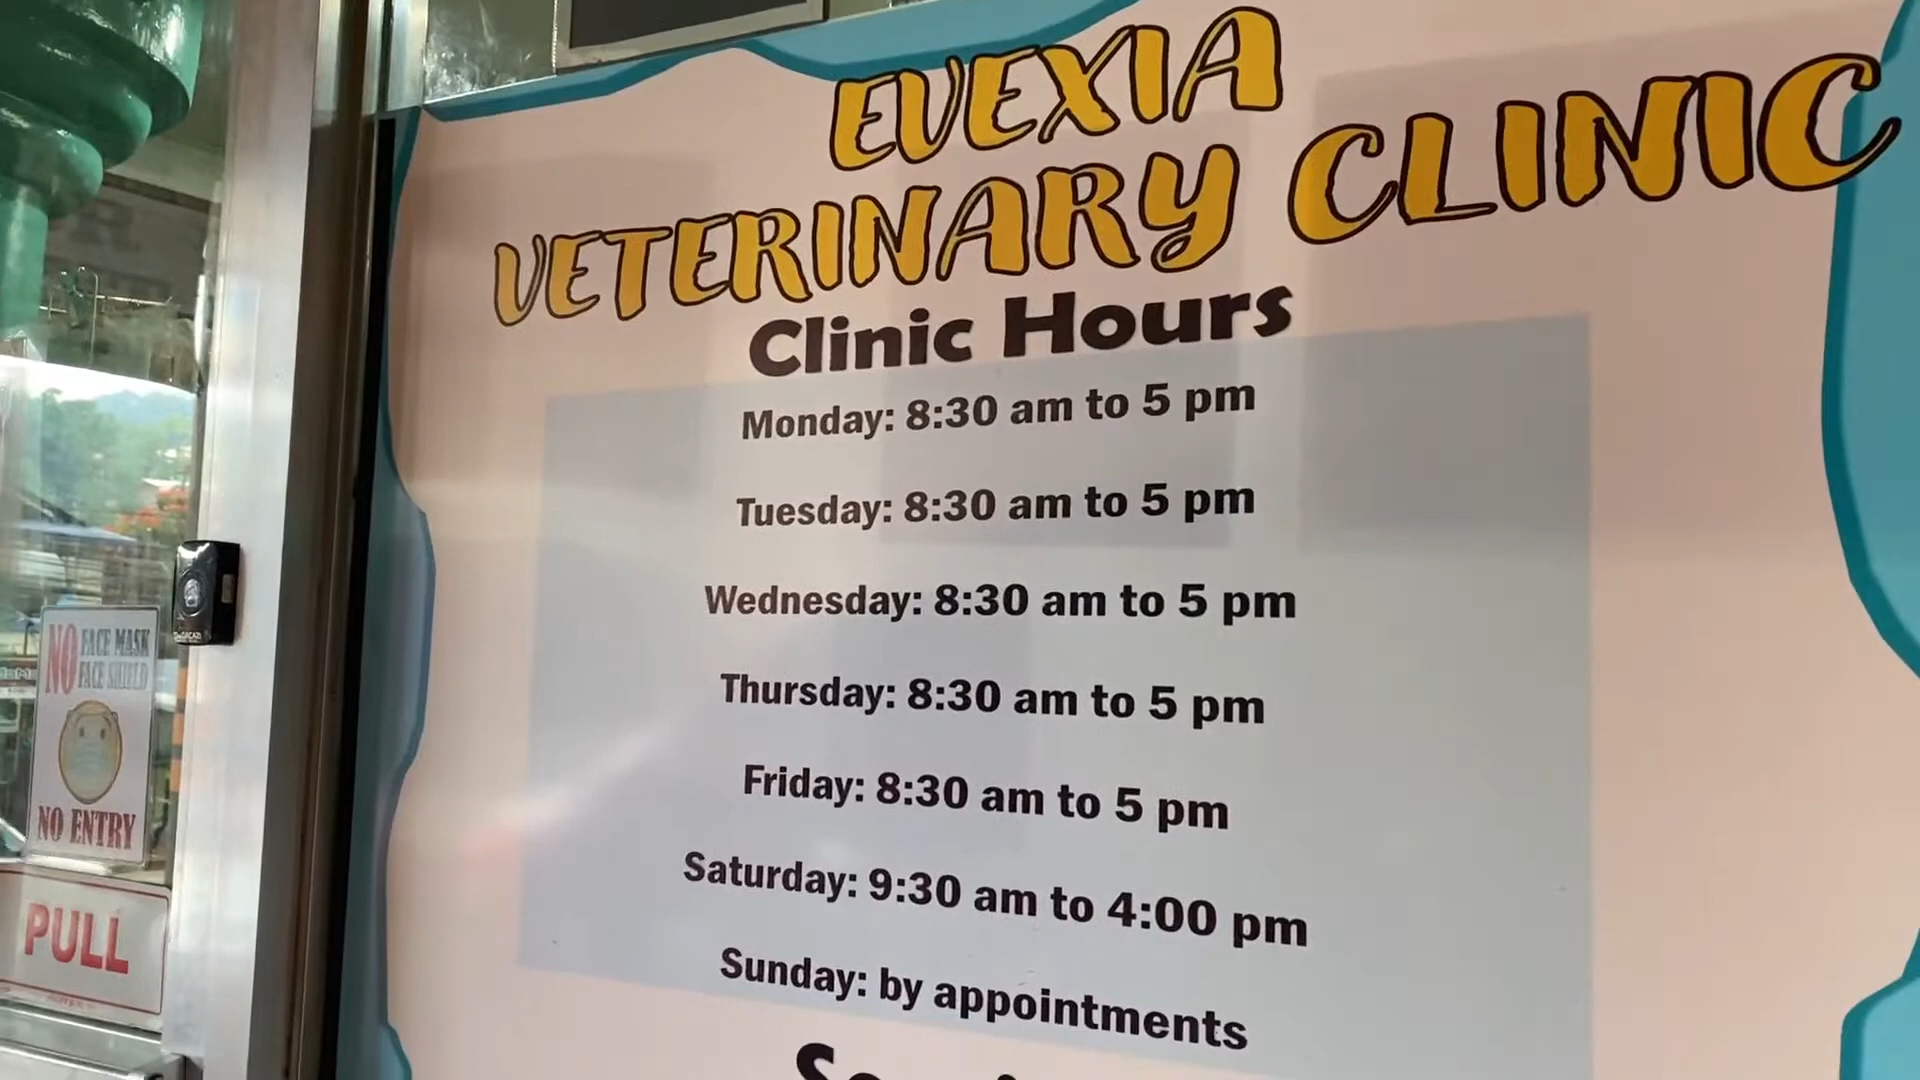 EVEXIA
VETERINARY CLINIC
Clinic Hours
Monday: 8:30 am to 5 pm
Tuesday: 8:30 am to 5 pm
Wednesday: 8:30 am to 5 pm
Thursday: 8:30 am to 5 pm
Friday: 8:30 am to 5 pm
Saturday: 9:30 am to 4:00 pm
Sunday: by appointments
NO FACE MASK
FACE SHIELD
NO ENTRY
PULL